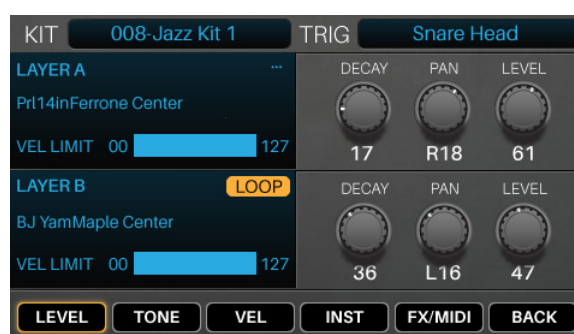 KIT 008-Jazz Kit 1 TRIG Snare Head
LAYER A ...
Prl14inFerrone Center
VEL LIMIT 00 127
DECAY PAN LEVEL
17 R18 61
LAYER B LOOP
BJ YamMaple Center
VEL LIMIT 00 127
DECAY PAN LEVEL
36 L16 47
LEVEL TONE VEL INST FX/MIDI BACK